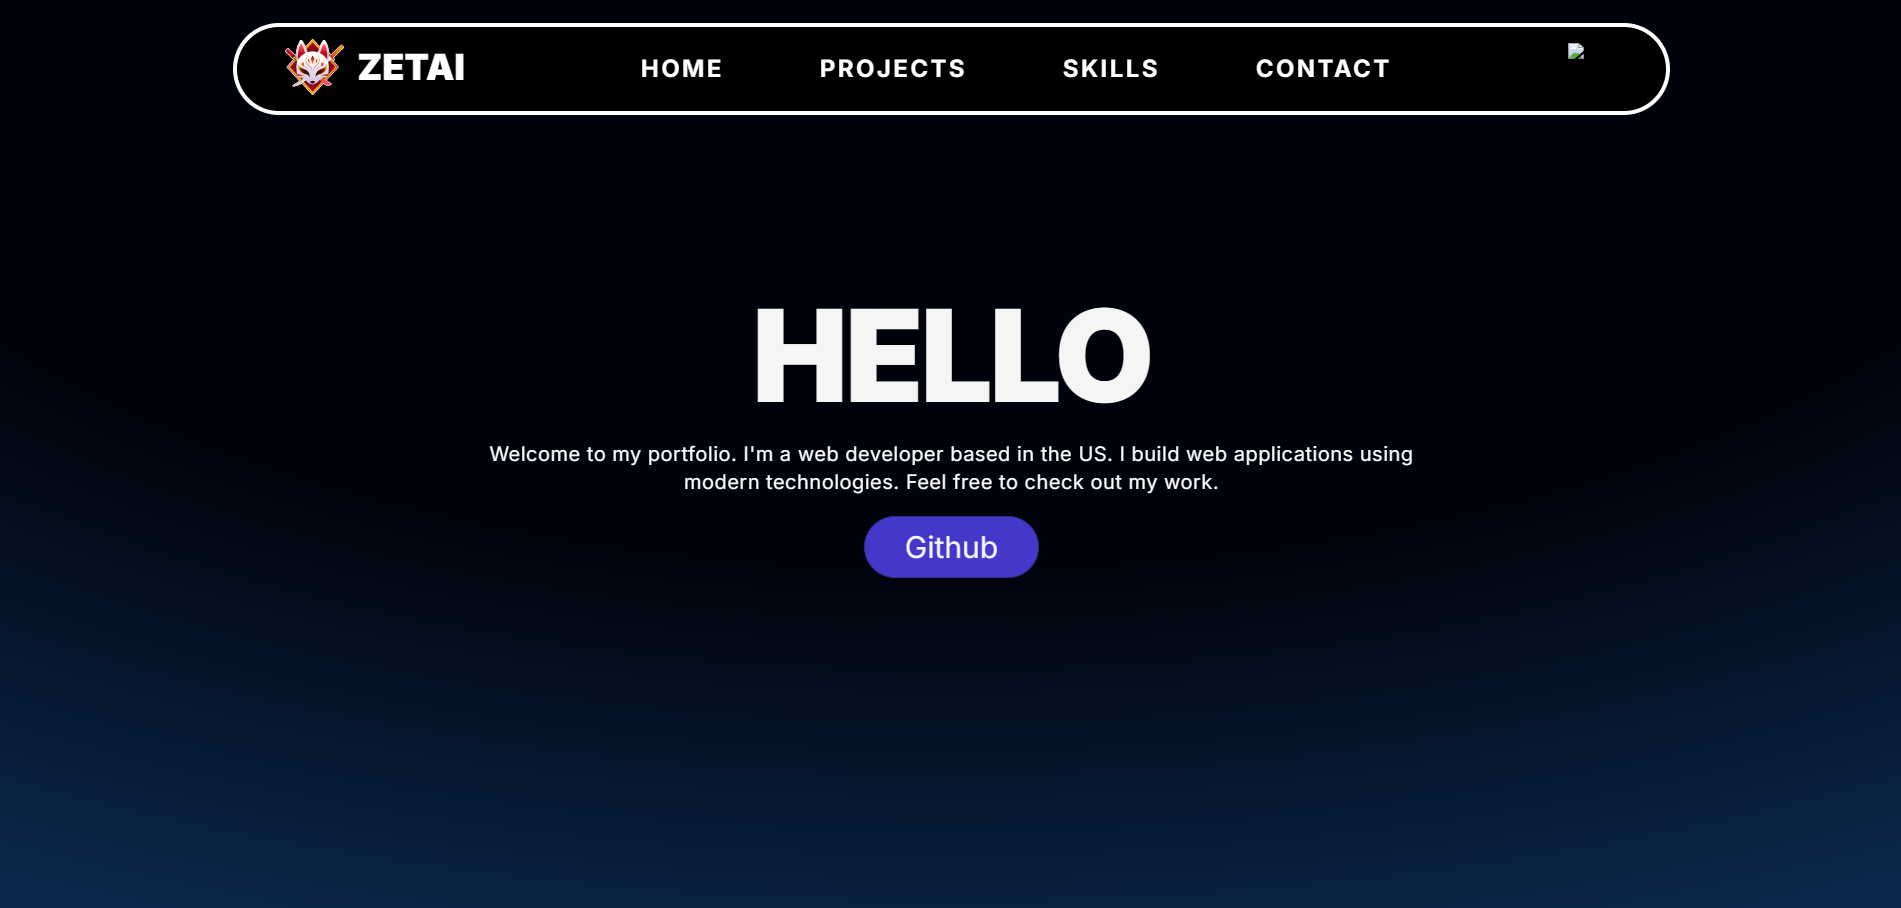 ZETAI
HOME
PROJECTS
SKILLS
CONTACT
HELLO
Welcome to my portfolio. I'm a web developer based in the US. I build web applications using
modern technologies. Feel free to check out my work.
Github